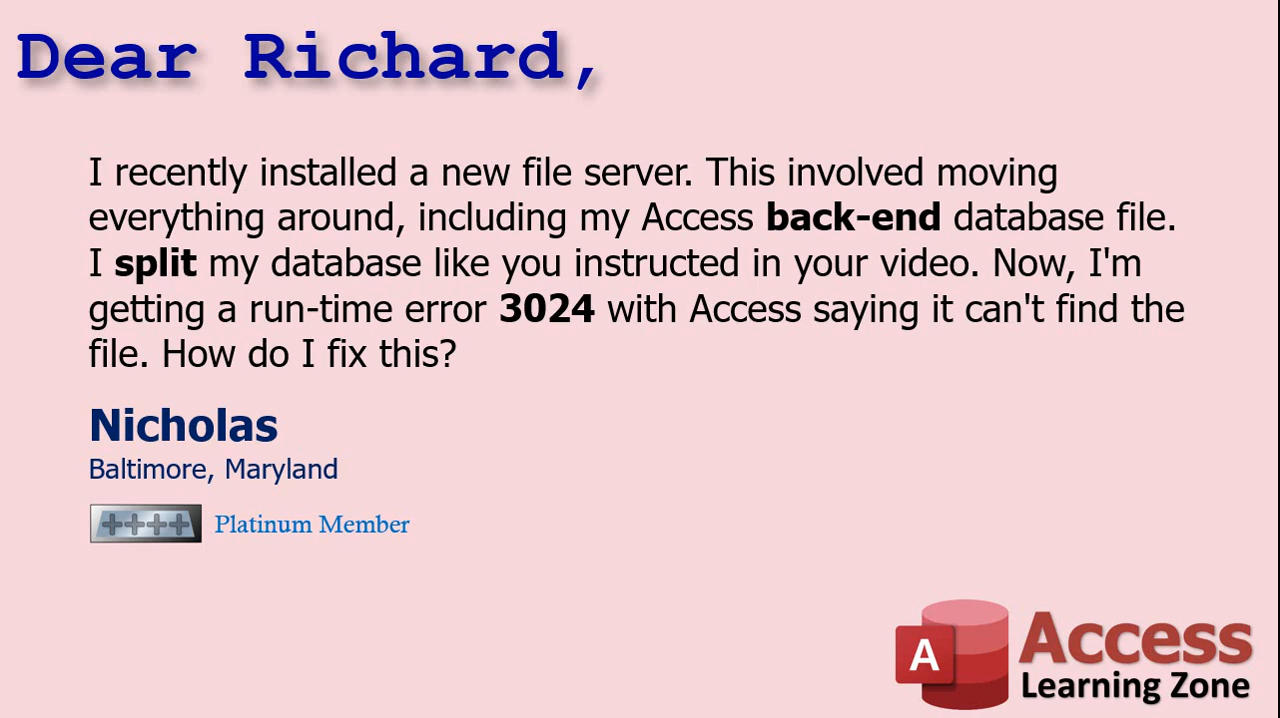 Dear Richard,
I recently installed a new file server. This involved moving
everything around, including my Access back-end database file.
I split my database like you instructed in your video. Now, I'm
getting a run-time error 3024 with Access saying it can't find the
file. How do I fix this?
Nicholas
Baltimore, Maryland
++++ Platinum Member
A Access
Learning Zone